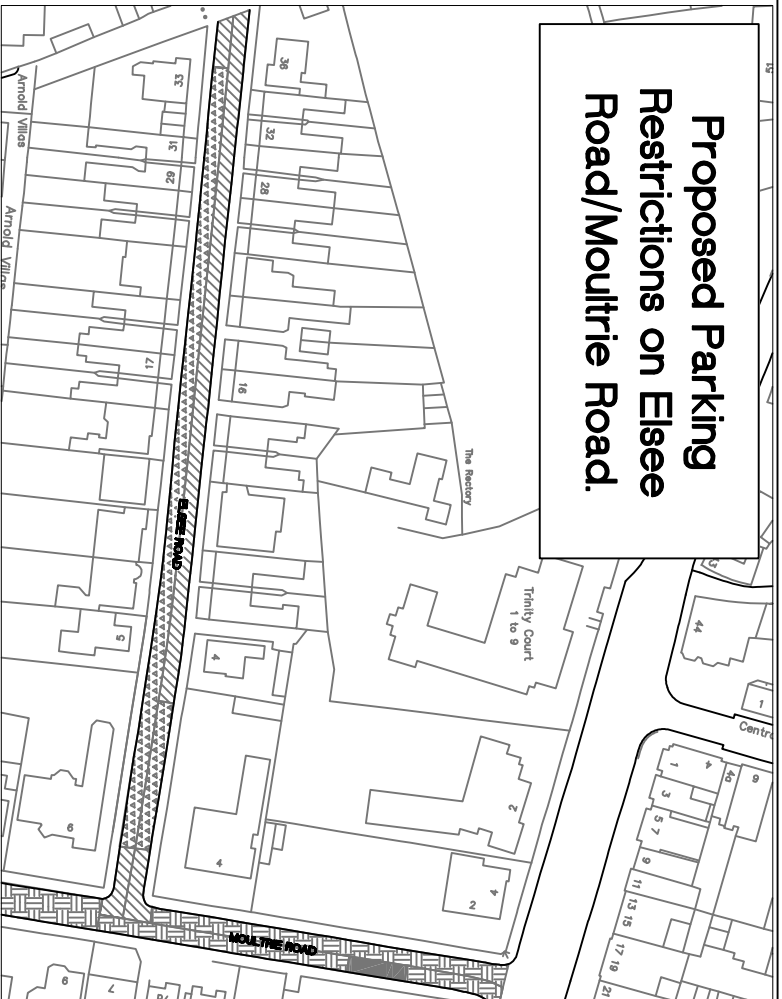 Proposed Parking
Restrictions on Elsee
Road/Moultrie Road.
36
33
32
31
29
28
17
16
Arnold Villas
Arnold Villas
The Rectory
ELSEE ROAD
Trinity Court
1 to 9
44
1
5
4
6
4
2
2
4
Centr
1
4
4a
9
3
5
7
9
11
13
15
17
19
21
MOULTRIE ROAD
6
7